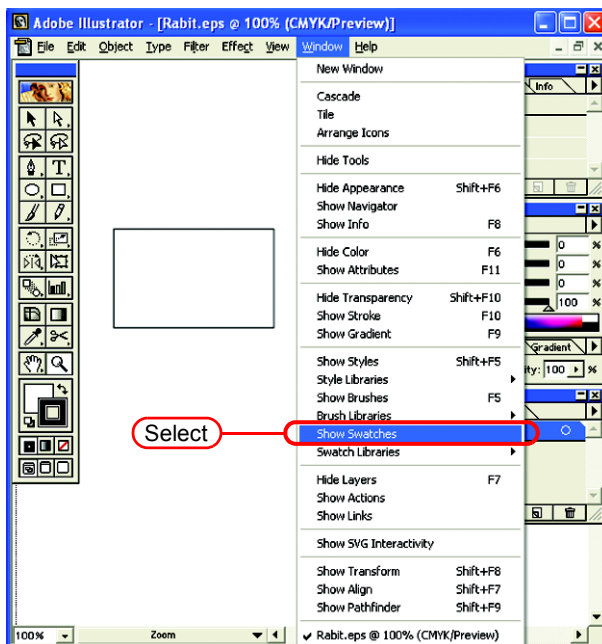 Adobe Illustrator - [Rabit.eps @ 100% (CMYK/Preview)]
File Edit Object Type Filter Effect View Window Help
New Window
Cascade
Tile
Arrange Icons
Hide Tools
Hide Appearance Shift+F6
Show Navigator
Show Info F8
Hide Color F6
Show Attributes F11
Hide Transparency Shift+F10
Show Stroke F10
Show Gradient F9
Show Styles Shift+F5
Style Libraries
Show Brushes F5
Brush Libraries
Show Swatches
Swatch Libraries
Hide Layers F7
Show Actions
Show Links
Show SVG Interactivity
Show Transform Shift+F8
Show Align Shift+F7
Show Pathfinder Shift+F9
Rabit.eps @ 100% (CMYK/Preview)
Select
Info
0 %
0 %
0 %
100 %
Gradient
ity: 100 %
T
100% Zoom